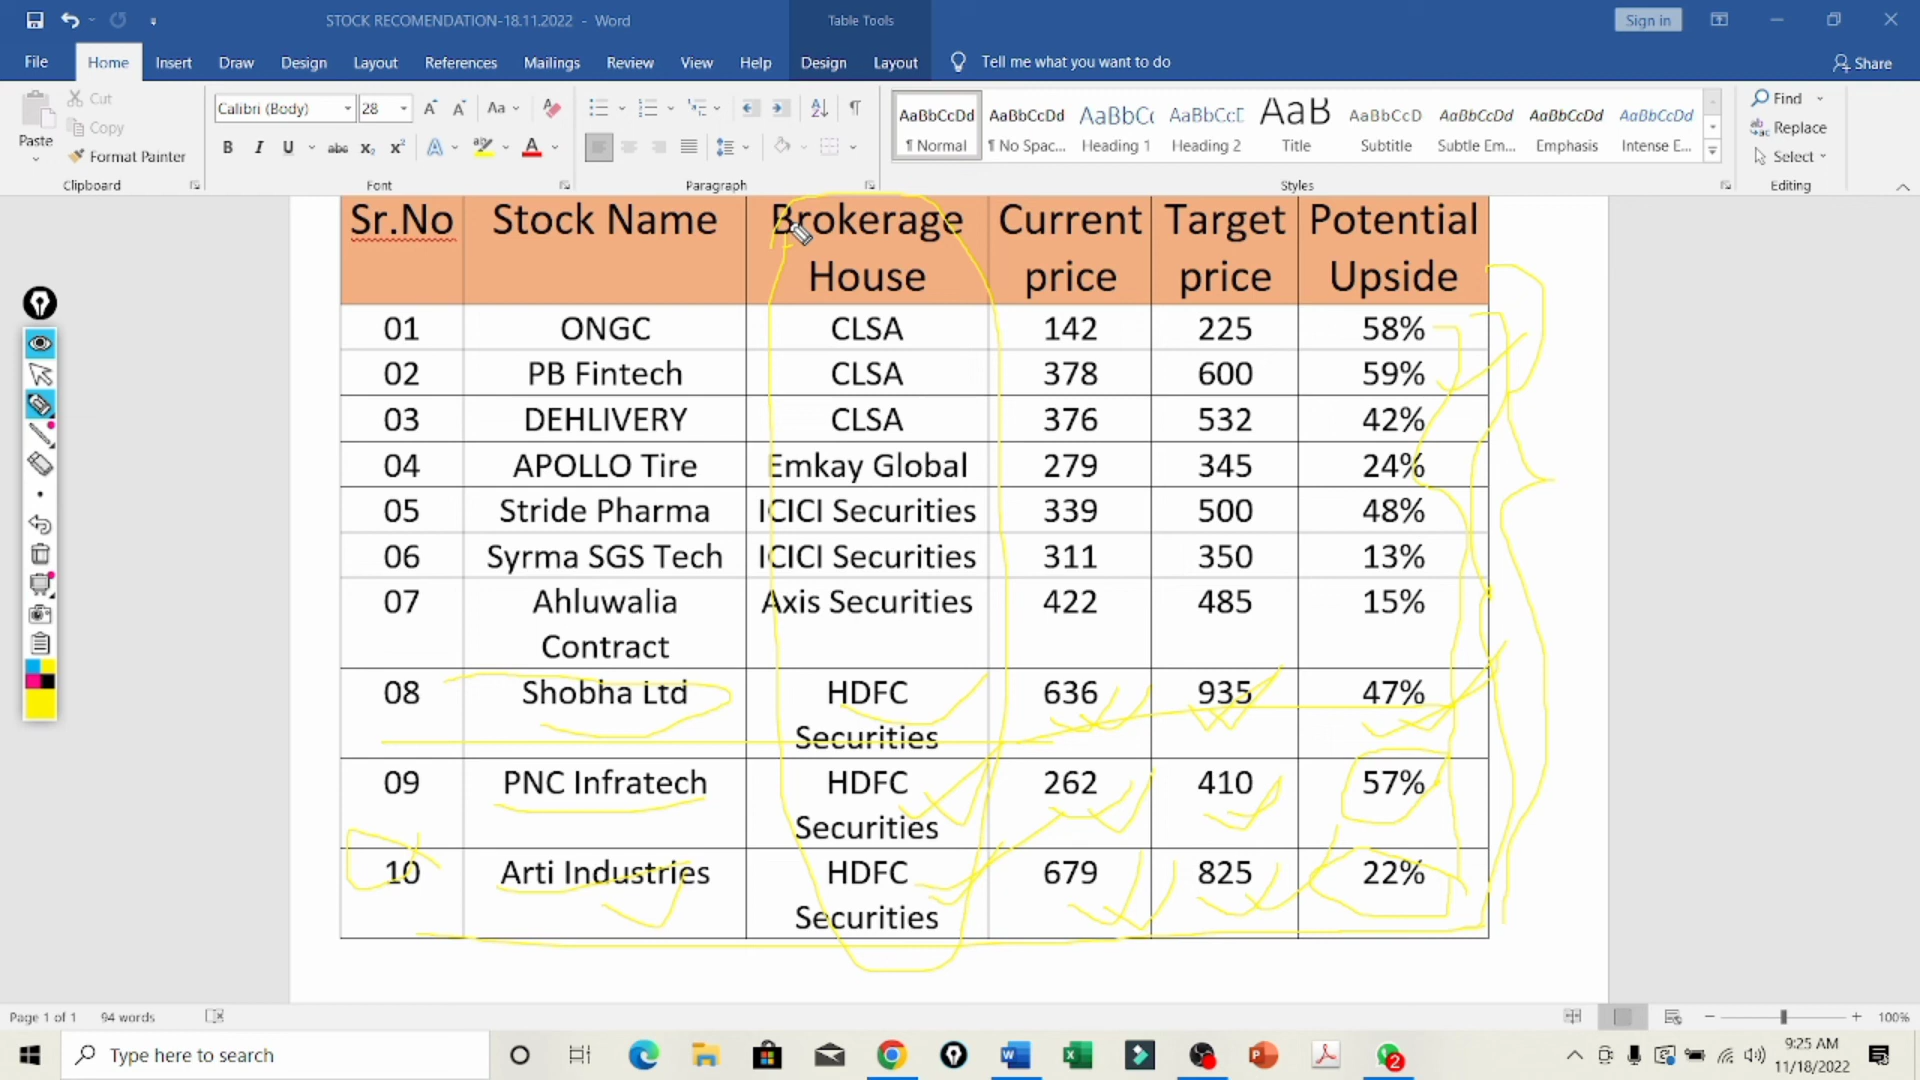 STOCK RECOMENDATION-18.11.2022 - Word
Table Tools
Sign in
File Home Insert Draw Design Layout References Mailings Review View Help Design Layout Tell me what you want to do Share
Paste
Cut
Copy
Format Painter
Clipboard
Calibri (Body) 28
Font
Paragraph
AaBbCcDd AaBbCcDd AaBbCc AaBbCcE AaB AaBbCcD AaBbCcDd AaBbCcDd AaBbCcDd
¶ Normal ¶ No Spac... Heading 1 Heading 2 Title Subtitle Subtle Em... Emphasis Intense E...
Styles
Find
Replace
Select
Editing
Sr.No Stock Name Brokerage Current Target Potential
House price price Upside
01 ONGC CLSA 142 225 58%
02 PB Fintech CLSA 378 600 59%
03 DEHLIVERY CLSA 376 532 42%
04 APOLLO Tire Emkay Global 279 345 24%
05 Stride Pharma ICICI Securities 339 500 48%
06 Syrma SGS Tech ICICI Securities 311 350 13%
07 Ahluwalia Axis Securities 422 485 15%
Contract
08 Shobha Ltd HDFC 636 935 47%
Securities
09 PNC Infratech HDFC 262 410 57%
Securities
10 Arti Industries HDFC 679 825 22%
Securities
Page 1 of 1 94 words 100%
Type here to search
2
9:25 AM
11/18/2022